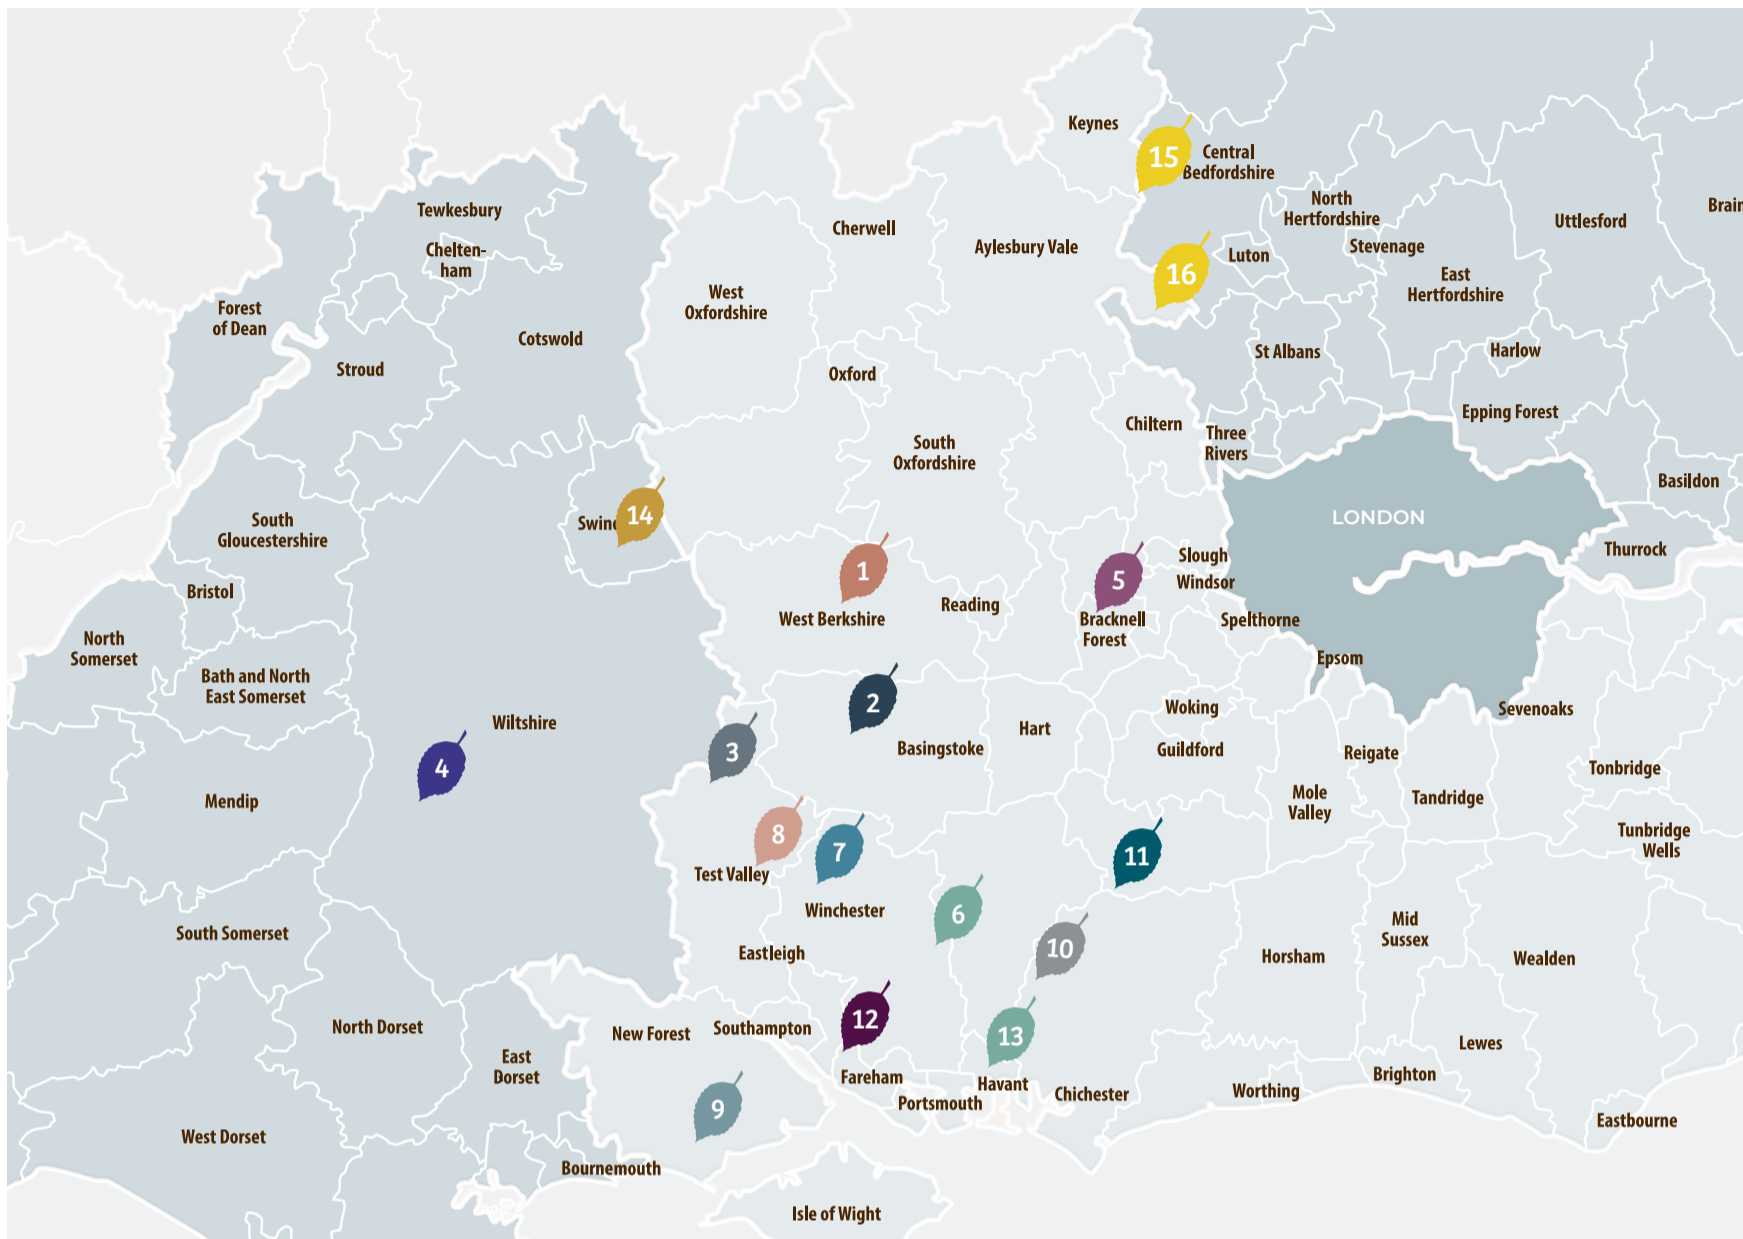 Keynes
15
Central
Bedfordshire
Tewkesbury
Chelten-
ham
Cherwell
Aylesbury Vale
North
Hertfordshire
Stevenage
Uttlesford
Brain
Luton
16
East
Hertfordshire
Forest
of Dean
West
Oxfordshire
Cotswold
Stroud
Oxford
St Albans
Harlow
Chiltern
Three
Rivers
Epping Forest
South
Oxfordshire
Basildon
South
Gloucestershire
Swin
14
LONDON
Thurrock
Bristol
1
West Berkshire
Reading
5
Bracknell
Forest
Slough
Windsor
Spelthorne
North
Somerset
Bath and North
East Somerset
Epsom
Wiltshire
2
Woking
Sevenoaks
3
Basingstoke
Hart
Guildford
Reigate
4
Mendip
Mole
Valley
Tandridge
Tonbridge
8
7
11
Tunbridge
Wells
Test Valley
Winchester
6
South Somerset
Eastleigh
10
Horsham
Mid
Sussex
Wealden
North Dorset
New Forest
Southampton
12
13
Lewes
East
Dorset
Fareham
Havant
Brighton
9
Portsmouth
Chichester
Worthing
Eastbourne
West Dorset
Bournemouth
Isle of Wight